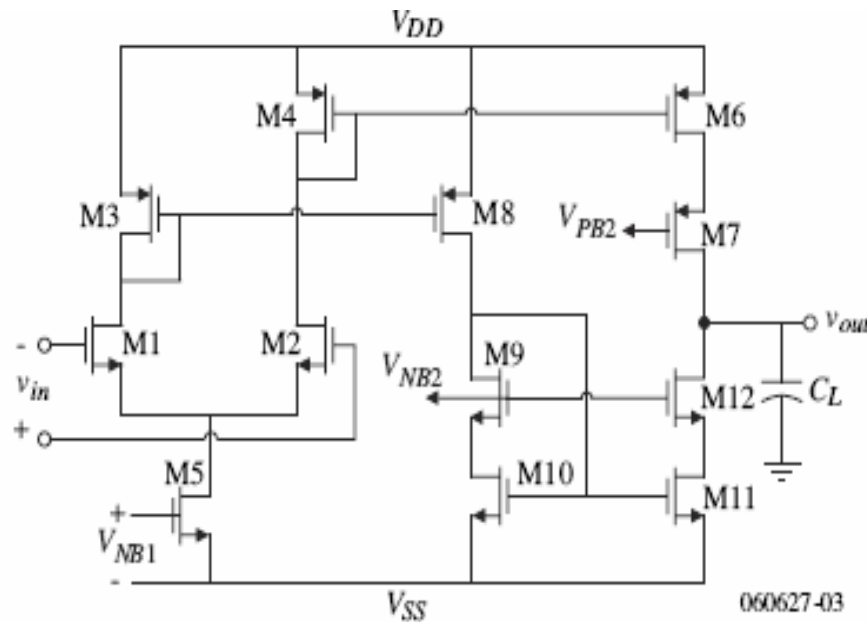 VDD
M4
M6
M3
M8
VPB2
M7
-
M1
M2
vout
vin
VNB2
M9
M12
CL
+
M5
M10
M11
+
VNB1
-
VSS
060627-03